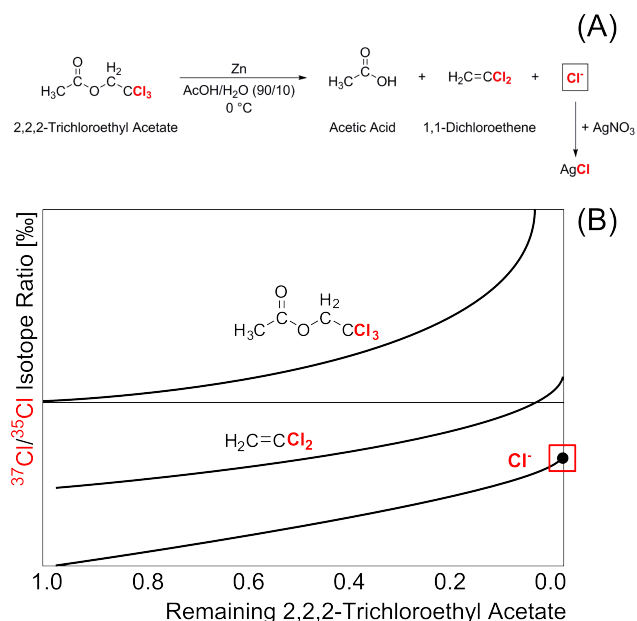 (A)
O
H₂
C
H₃C
C
O
CCl₃
Zn
AcOH/H₂O (90/10)
0 °C
O
C
H₃C
OH
+
H₂C=CCl₂
+
Cl⁻
2,2,2-Trichloroethyl Acetate
Acetic Acid
1,1-Dichloroethene
+ AgNO₃
AgCl
(B)
³⁷Cl/³⁵Cl Isotope Ratio [‰]
O
H₂
C
C
H₃C
O
CCl₃
H₂C=CCl₂
Cl⁻
1.0 0.8 0.6 0.4 0.2 0.0
Remaining 2,2,2-Trichloroethyl Acetate